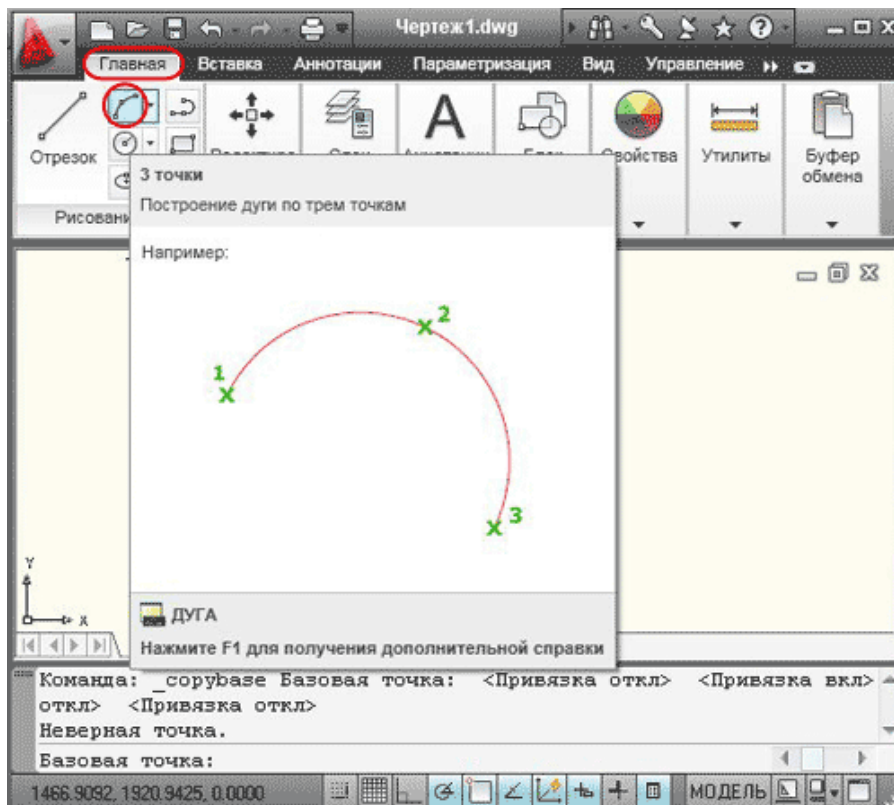 Чертеж1.dwg
Главная Вставка Аннотации Параметризация Вид Управление
Отрезок
Свойства Утилиты Буфер обмена
3 точки
Построение дуги по трем точкам
Например:
1
2
3
Y
X
ДУГА
Нажмите F1 для получения дополнительной справки
Команда: _copybase Базовая точка: <Привязка откл> <Привязка вкл>
откл> <Привязка откл>
Неверная точка.
Базовая точка:
1466.9092, 1920.9425, 0.0000 МОДЕЛЬ